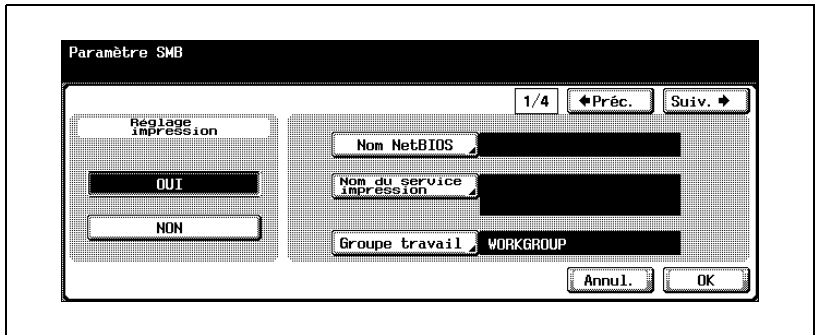 Paramètre SMB
1/4 Préc. Suiv.
Réglage
impression
OUI
NON
Nom NetBIOS
Nom du service
impression
Groupe travail WORKGROUP
Annul. OK